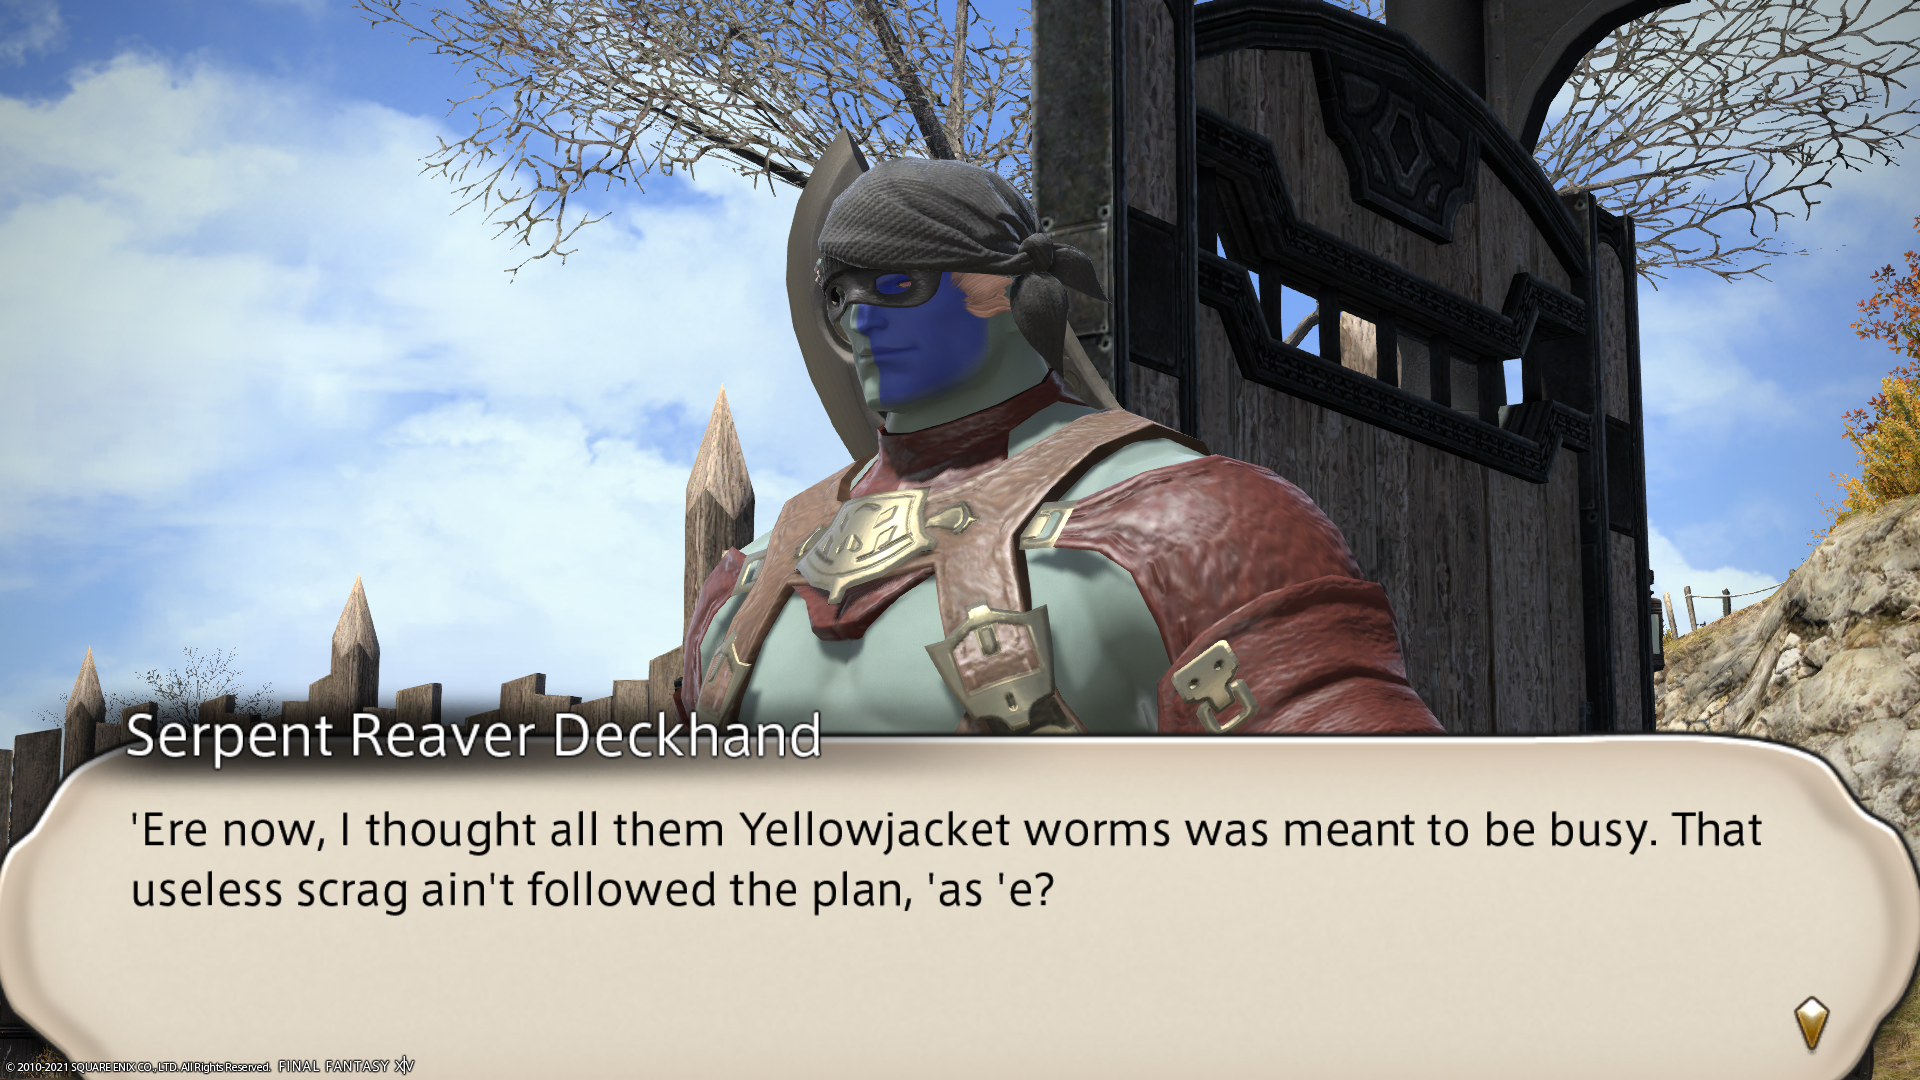 Serpent Reaver Deckhand
'Ere now, I thought all them Yellowjacket worms was meant to be busy. That
useless scrag ain't followed the plan, 'as 'e?
© 2010-2021 SQUARE ENIX CO., LTD. All Rights Reserved. FINAL FANTASY XIV